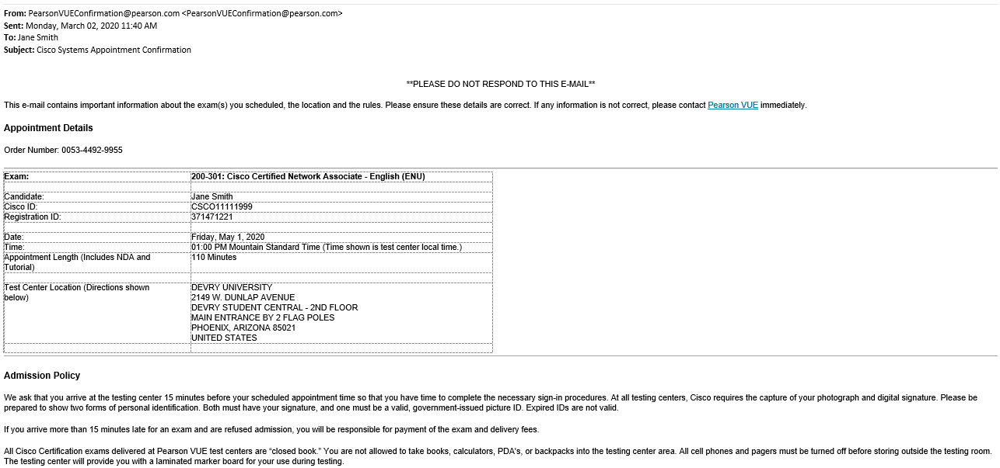 From: PearsonVUEConfirmation@pearson.com <PearsonVUEConfirmation@pearson.com>
Sent: Monday, March 02, 2020 11:40 AM
To: Jane Smith
Subject: Cisco Systems Appointment Confirmation
**PLEASE DO NOT RESPOND TO THIS E-MAIL**
This e-mail contains important information about the exam(s) you scheduled, the location and the rules. Please ensure these details are correct. If any information is not correct, please contact Pearson VUE immediately.
Appointment Details
Order Number: 0053-4492-9955
Exam: 200-301: Cisco Certified Network Associate - English (ENU)
Candidate: Jane Smith
Cisco ID: CSCO11111999
Registration ID: 371471221
Date: Friday, May 1, 2020
Time: 01:00 PM Mountain Standard Time (Time shown is test center local time.)
Appointment Length (Includes NDA and 110 Minutes
Tutorial)
Test Center Location (Directions shown DEVRY UNIVERSITY
below) 2149 W. DUNLAP AVENUE
DEVRY STUDENT CENTRAL - 2ND FLOOR
MAIN ENTRANCE BY 2 FLAG POLES
PHOENIX, ARIZONA 85021
UNITED STATES
Admission Policy
We ask that you arrive at the testing center 15 minutes before your scheduled appointment time so that you have time to complete the necessary sign-in procedures. At all testing centers, Cisco requires the capture of your photograph and digital signature. Please be
prepared to show two forms of personal identification. Both must have your signature, and one must be a valid, government-issued picture ID. Expired IDs are not valid.
If you arrive more than 15 minutes late for an exam and are refused admission, you will be responsible for payment of the exam and delivery fees.
All Cisco Certification exams delivered at Pearson VUE test centers are “closed book.” You are not allowed to take books, calculators, PDA's, or backpacks into the testing center area. All cell phones and pagers must be turned off before storing outside the testing room.
The testing center will provide you with a laminated marker board for your use during testing.